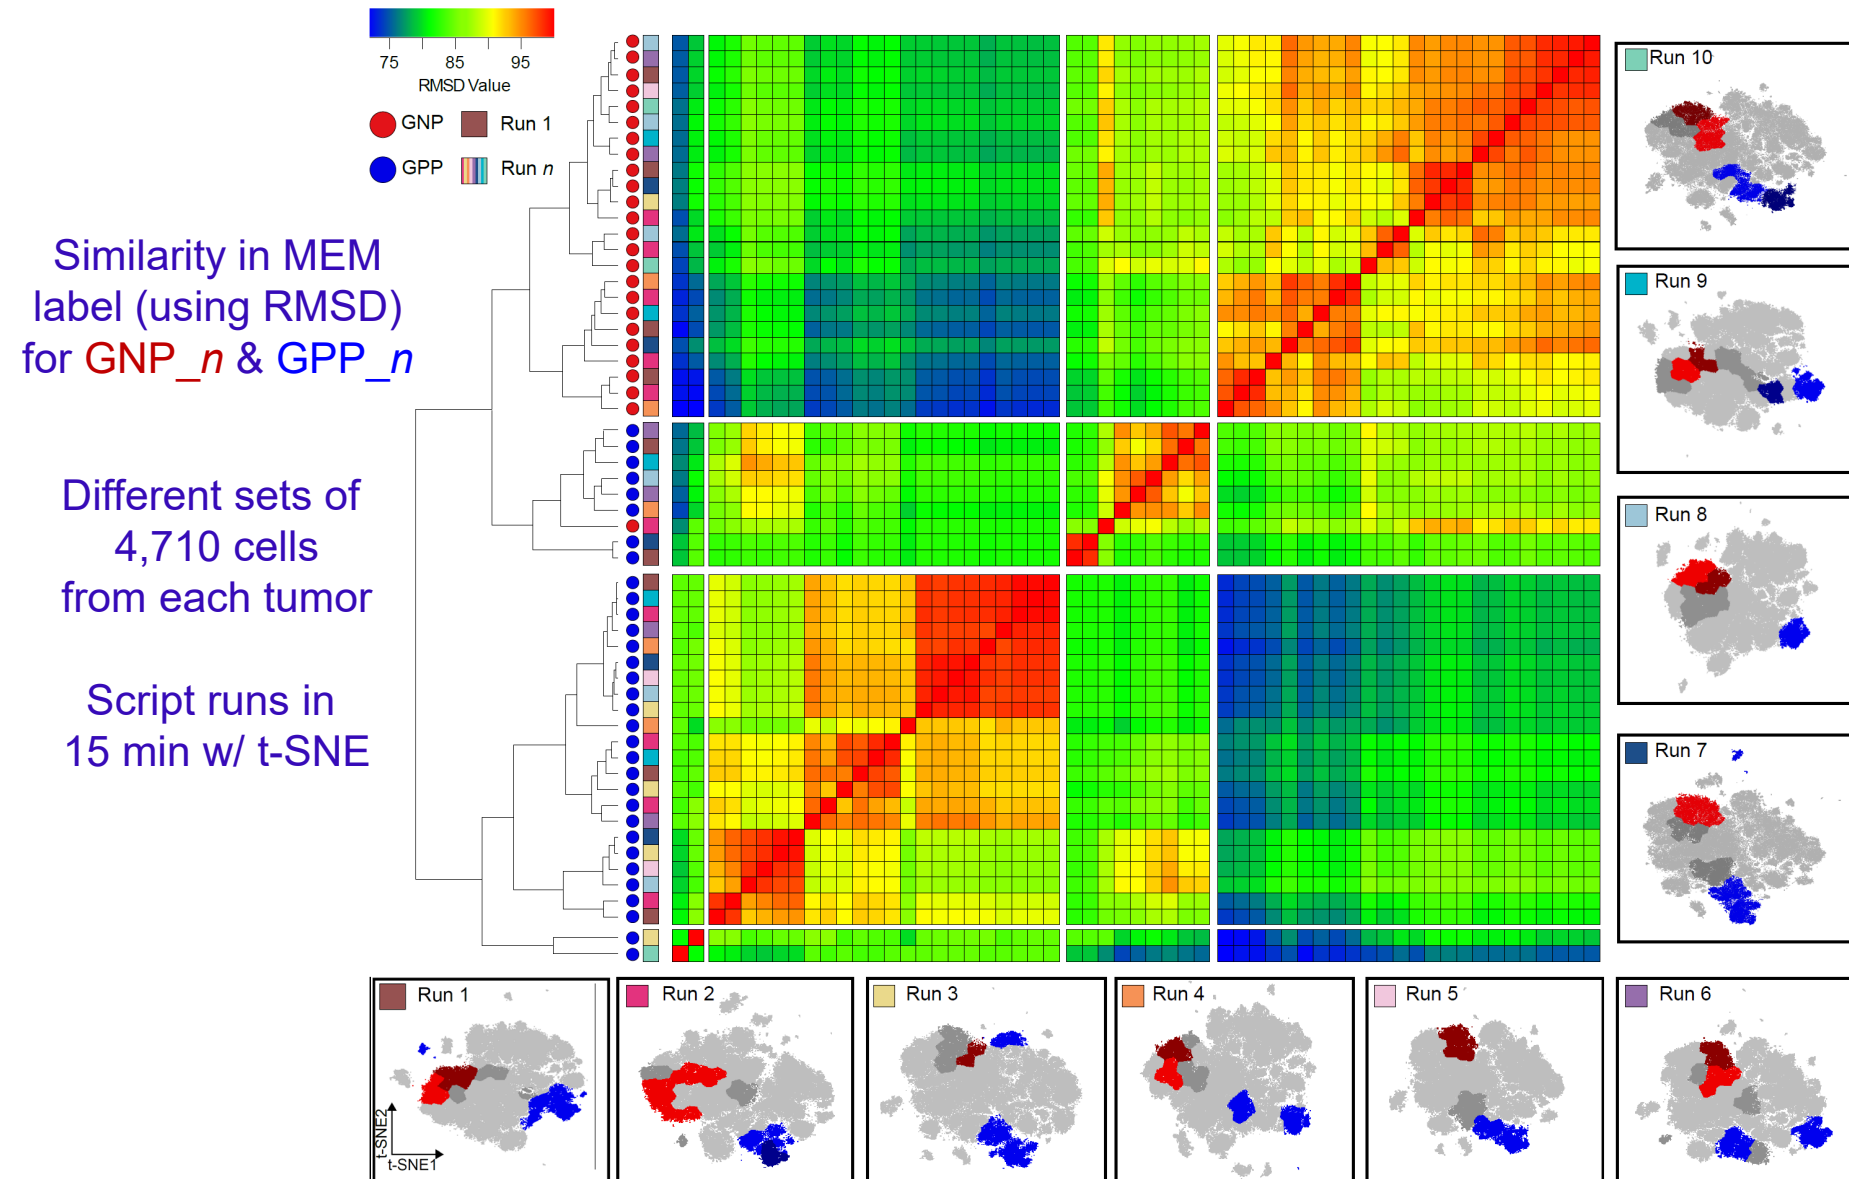 75 85 95
RMSD Value
GNP Run 1
GPP Run n
Similarity in MEM
label (using RMSD)
for GNP_n & GPP_n
Different sets of
4,710 cells
from each tumor
Script runs in
15 min w/ t-SNE
Run 10
Run 9
Run 8
Run 7
Run 1
Run 2
Run 3
Run 4
Run 5
Run 6
t-SNE2
t-SNE1